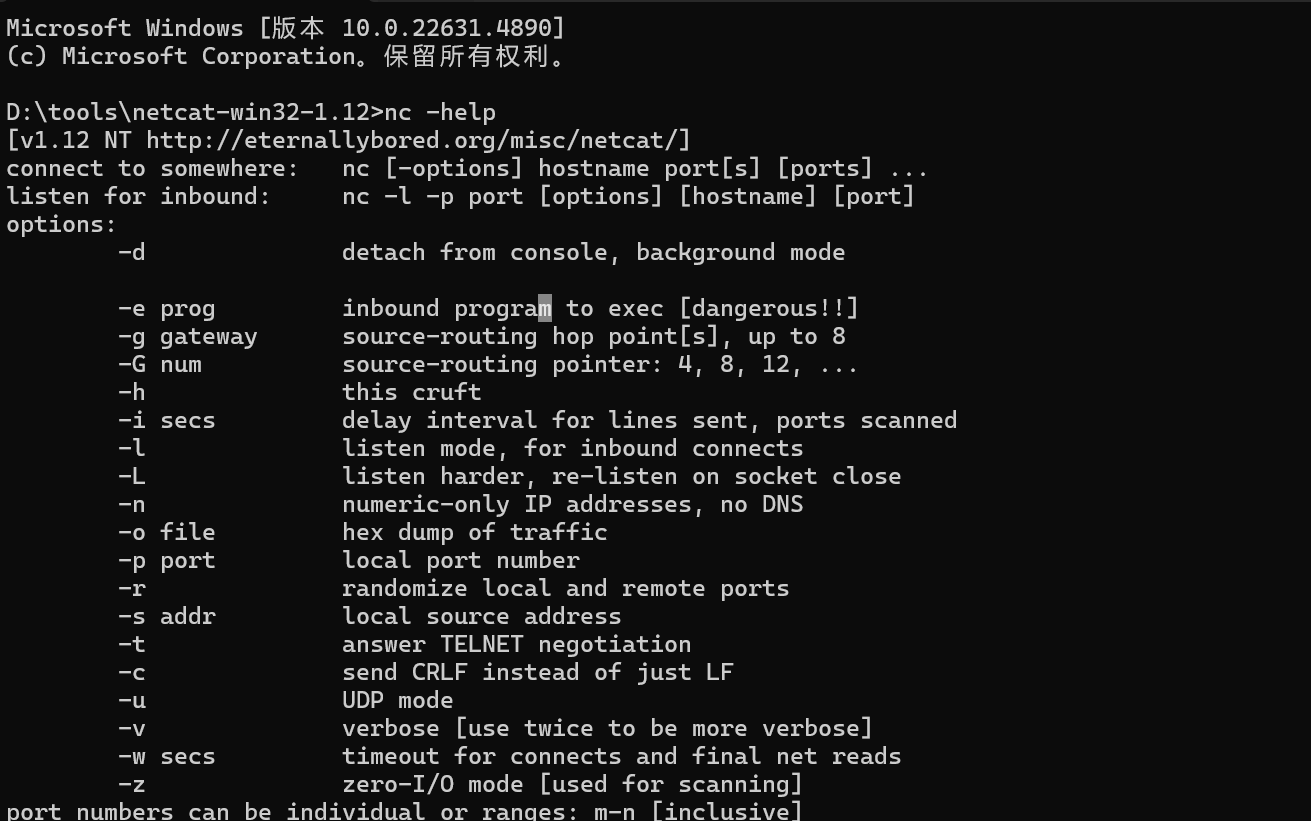 Microsoft Windows [版本 10.0.22631.4890]
(c) Microsoft Corporation。保留所有权利。
D:\tools\netcat-win32-1.12>nc -help
[v1.12 NT http://eternallybored.org/misc/netcat/]
connect to somewhere:   nc [-options] hostname port[s] [ports] ...
listen for inbound:     nc -l -p port [options] [hostname] [port]
options:
        -d              detach from console, background mode
        -e prog         inbound program to exec [dangerous!!]
        -g gateway      source-routing hop point[s], up to 8
        -G num          source-routing pointer: 4, 8, 12, ...
        -h              this cruft
        -i secs         delay interval for lines sent, ports scanned
        -l              listen mode, for inbound connects
        -L              listen harder, re-listen on socket close
        -n              numeric-only IP addresses, no DNS
        -o file         hex dump of traffic
        -p port         local port number
        -r              randomize local and remote ports
        -s addr         local source address
        -t              answer TELNET negotiation
        -c              send CRLF instead of just LF
        -u              UDP mode
        -v              verbose [use twice to be more verbose]
        -w secs         timeout for connects and final net reads
        -z              zero-I/O mode [used for scanning]
port numbers can be individual or ranges: m-n [inclusive]